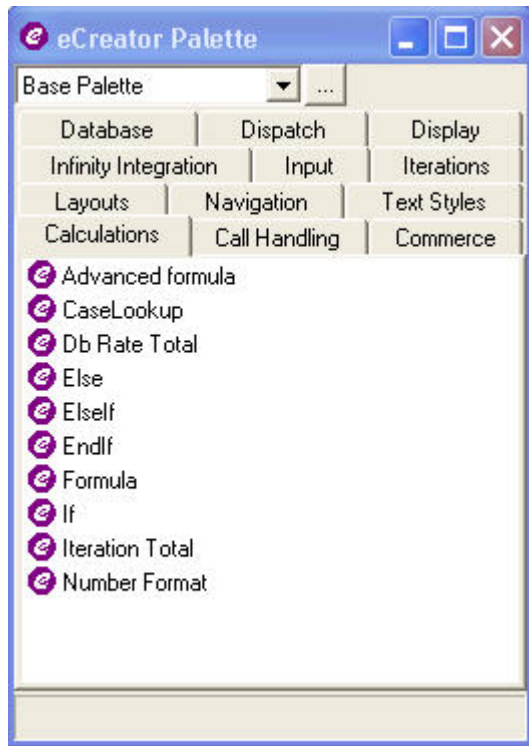 eCreator Palette
Base Palette ...
Database Dispatch Display
Infinity Integration Input Iterations
Layouts Navigation Text Styles
Calculations Call Handling Commerce
Advanced formula
CaseLookup
Db Rate Total
Else
ElseIf
EndIf
Formula
If
Iteration Total
Number Format